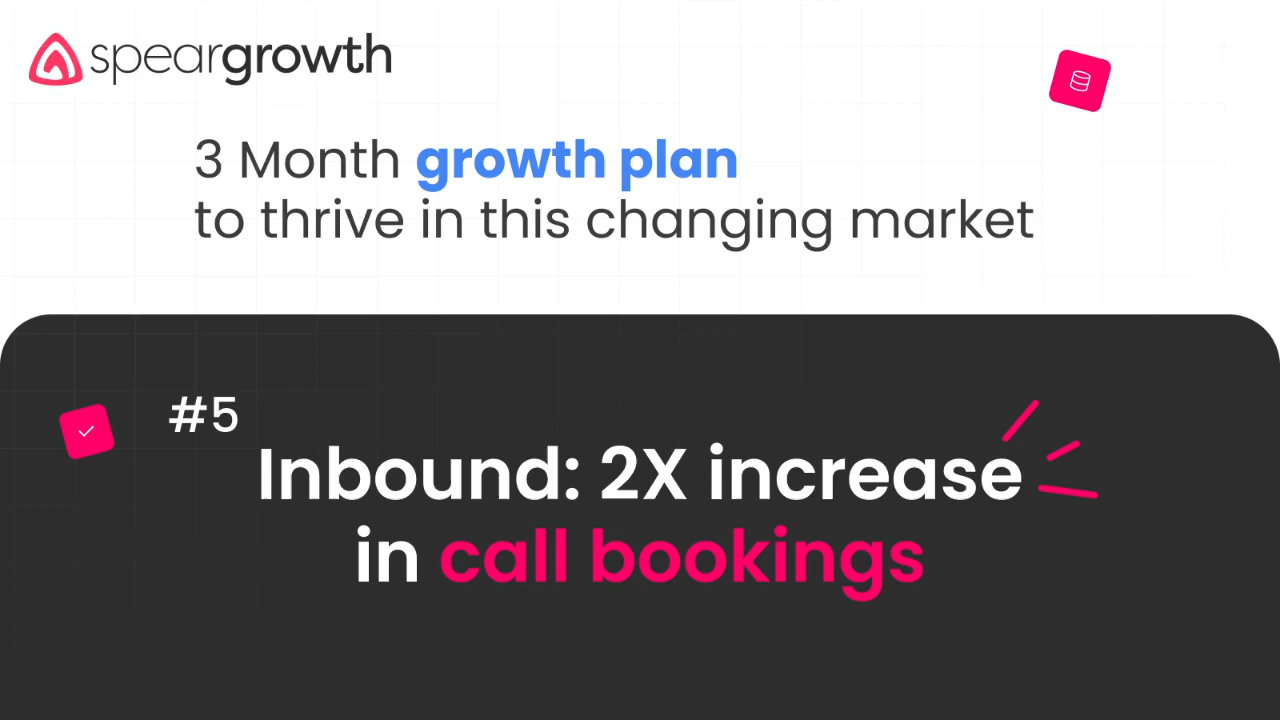 speargrowth
3 Month growth plan
to thrive in this changing market
#5
Inbound: 2X increase
in call bookings